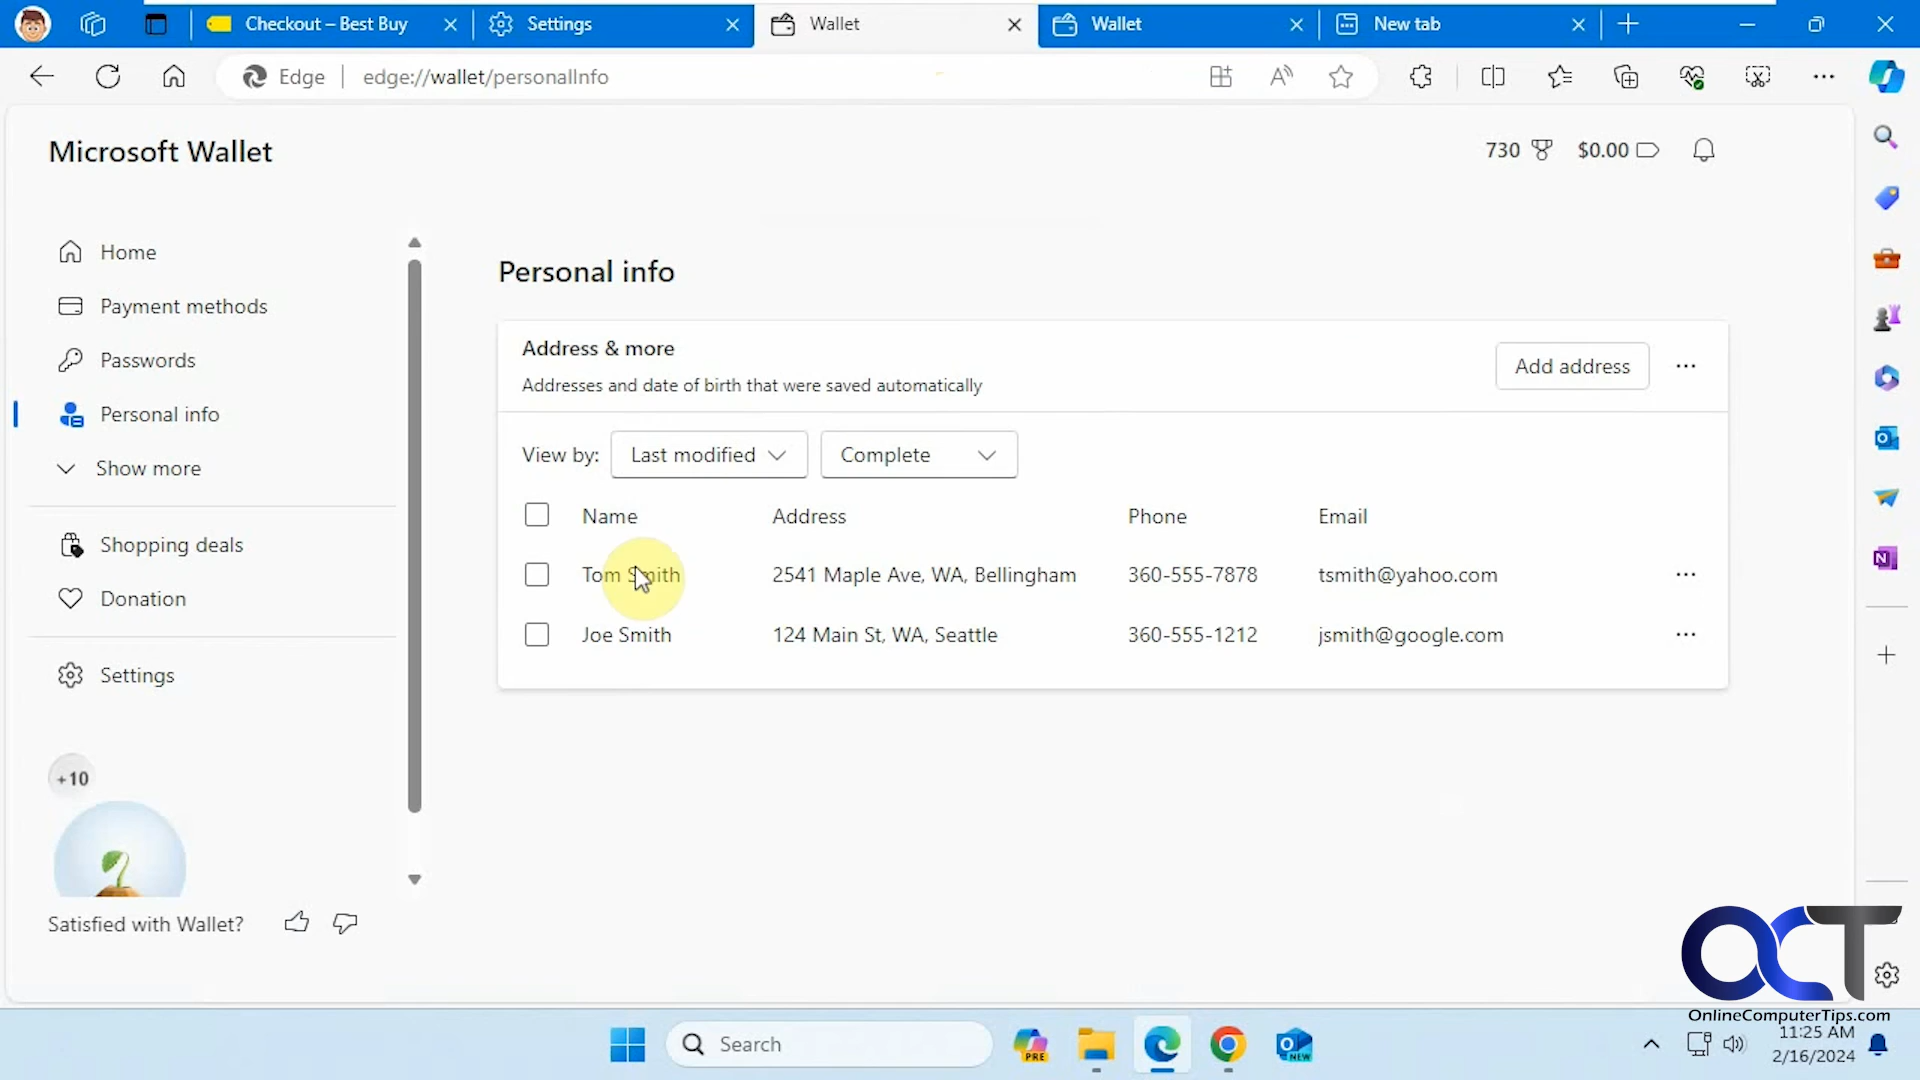 Checkout – Best Buy
Settings
Wallet
Wallet
New tab
Edge
edge://wallet/personalInfo
Microsoft Wallet
730
$0.00
Home
Payment methods
Passwords
Personal info
Show more
Shopping deals
Donation
Settings
+10
Satisfied with Wallet?
Personal info
Address & more
Addresses and date of birth that were saved automatically
Add address
View by: Last modified Complete
Name Address Phone Email
Tom Smith 2541 Maple Ave, WA, Bellingham 360-555-7878 tsmith@yahoo.com
Joe Smith 124 Main St, WA, Seattle 360-555-1212 jsmith@google.com
OCT
OnlineComputerTips.com
Search
PRE
NEW
11:25 AM
2/16/2024